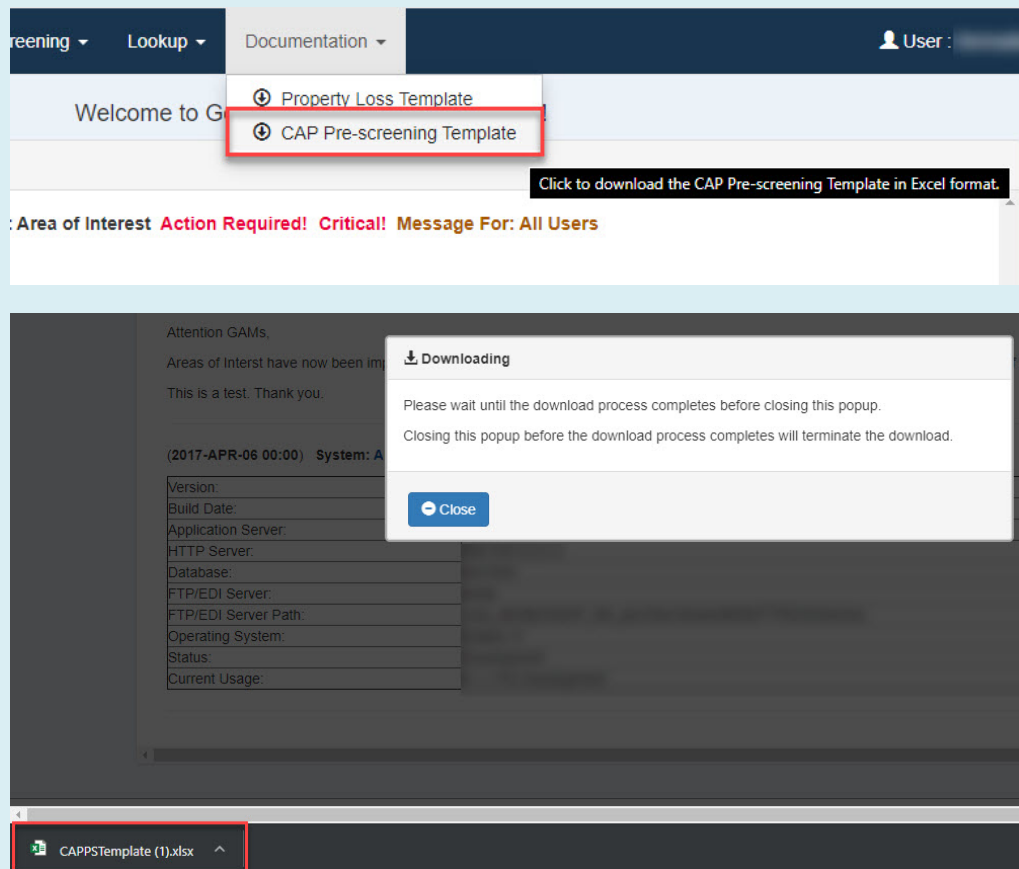 Lookup
Documentation
User :
Property Loss Template
Welcome to
CAP Pre-screening Template
Click to download the CAP Pre-screening Template in Excel format.
: Area of Interest Action Required! Critical! Message For: All Users
Attention GAMs,
Areas of Interst have now been
Downloading
This is a test. Thank you.
Please wait until the download process completes before closing this popup.
Closing this popup before the download process completes will terminate the download.
(2017-APR-06 00:00) System:
Version:
Build Date:
Close
Application Server:
HTTP Server:
Database:
FTP/EDI Server:
FTP/EDI Server Path:
Operating System:
Status:
Current Usage:
CAPPSTemplate (1).xlsx